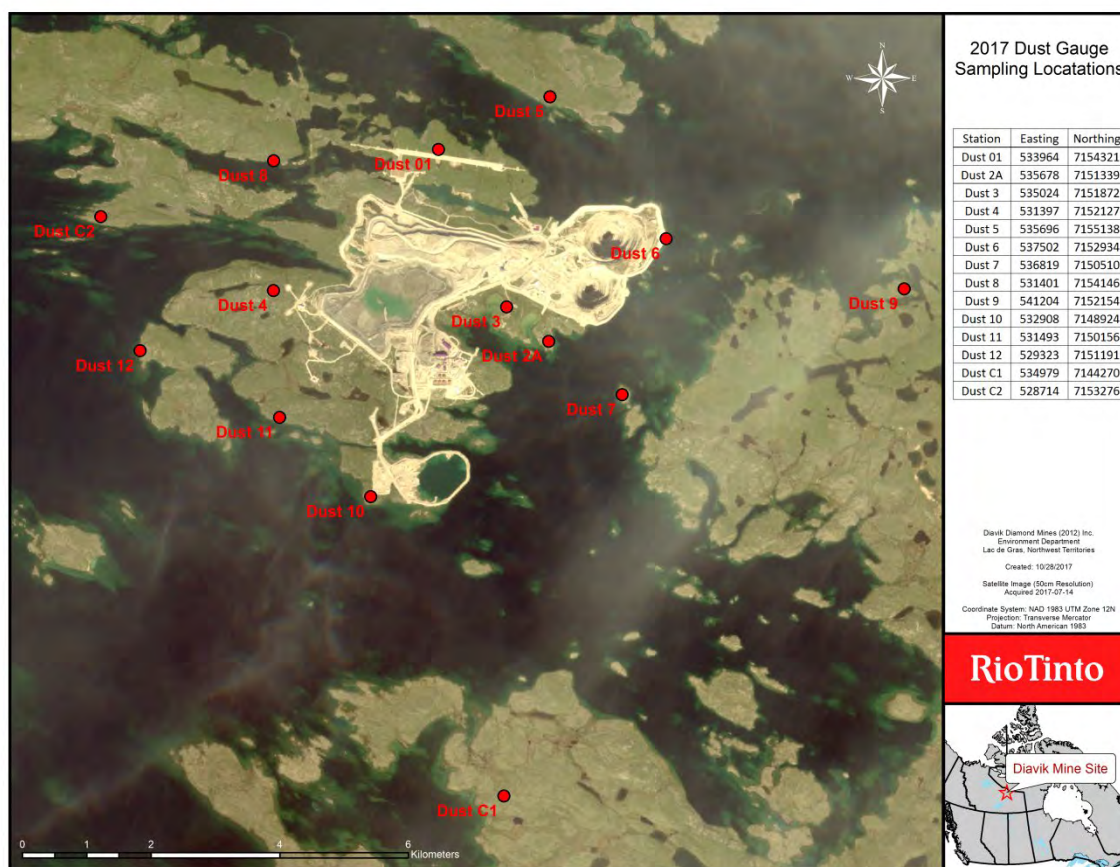 N
W E
S
Dust 5
Dust 01
Dust 8
Dust C2
Dust 6
Dust 4
Dust 9
Dust 3
Dust 2A
Dust 12
Dust 7
Dust 11
Dust 10
Dust C1
0 2 4 6
Kilometers
2017 Dust Gauge
Sampling Locatations
Station Easting Northing
Dust 01 533964 7154321
Dust 2A 535678 7151339
Dust 3 535024 7151872
Dust 4 531397 7152127
Dust 5 535696 7155138
Dust 6 537502 7152934
Dust 7 536819 7150510
Dust 8 531401 7154146
Dust 9 541204 7152154
Dust 10 532908 7148924
Dust 11 531493 7150156
Dust 12 529323 7151191
Dust C1 534979 7144270
Dust C2 528714 7153276
Diavik Diamond Mines (2012) Inc.
Environment Department
Lac de Gras, Northwest Territories
Created: 10/28/2017
Satellite Image (50cm Resolution)
Acquired 2017-07-14
Coordinate System: NAD 1983 UTM Zone 12N
Projection: Transverse Mercator
Datum: North American 1983
RioTinto
Diavik Mine Site